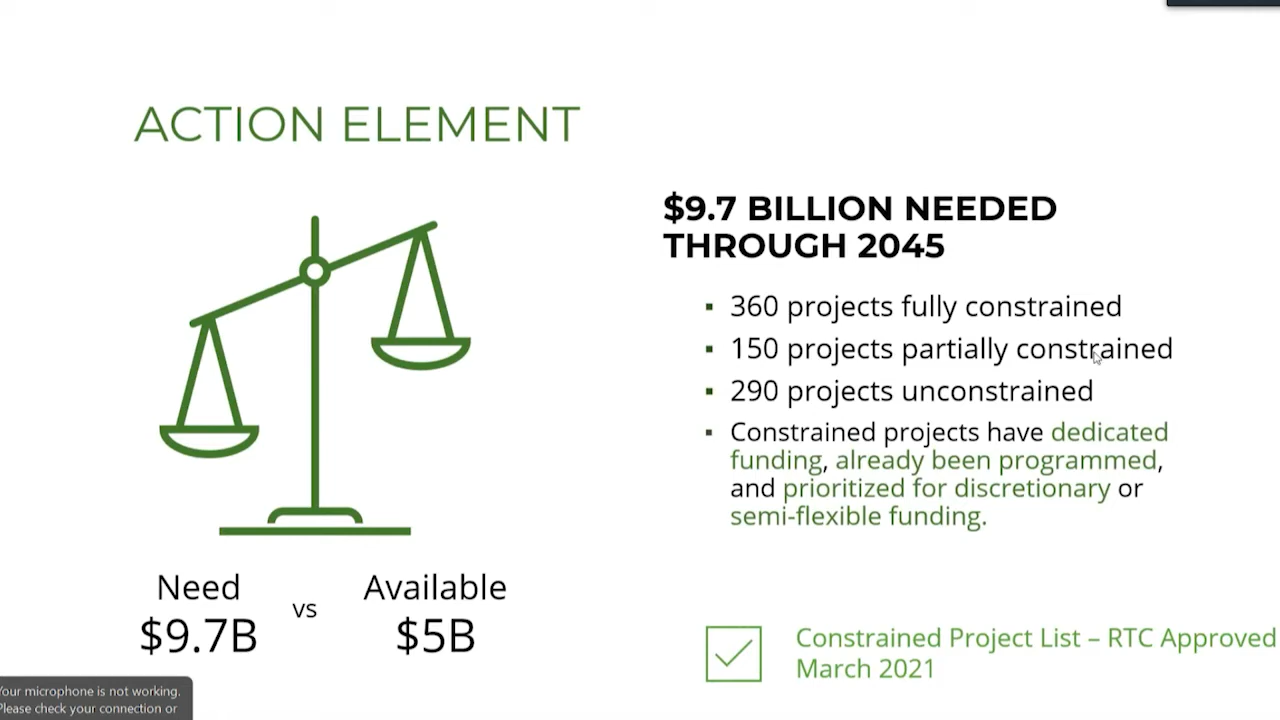 ACTION ELEMENT
$9.7 BILLION NEEDED
THROUGH 2045
▪ 360 projects fully constrained
▪ 150 projects partially constrained
▪ 290 projects unconstrained
▪ Constrained projects have dedicated
funding, already been programmed,
and prioritized for discretionary or
semi-flexible funding.
Need
$9.7B
vs
Available
$5B
Constrained Project List – RTC Approved
March 2021
Your microphone is not working.
Please check your connection or